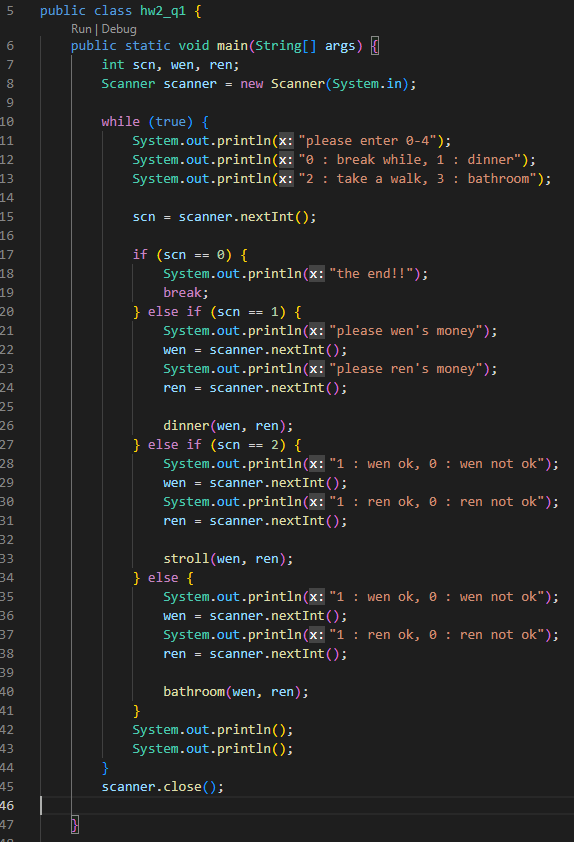 5 public class hw2_q1 {
Run | Debug
6 public static void main(String[] args) {
7 int scn, wen, ren;
8 Scanner scanner = new Scanner(System.in);
9
10 while (true) {
11 System.out.println(x: "please enter 0-4");
12 System.out.println(x: "0 : break while, 1 : dinner");
13 System.out.println(x: "2 : take a walk, 3 : bathroom");
14
15 scn = scanner.nextInt();
16
17 if (scn == 0) {
18 System.out.println(x: "the end!!");
19 break;
20 } else if (scn == 1) {
21 System.out.println(x: "please wen's money");
22 wen = scanner.nextInt();
23 System.out.println(x: "please ren's money");
24 ren = scanner.nextInt();
25
26 dinner(wen, ren);
27 } else if (scn == 2) {
28 System.out.println(x: "1 : wen ok, 0 : wen not ok");
29 wen = scanner.nextInt();
30 System.out.println(x: "1 : ren ok, 0 : ren not ok");
31 ren = scanner.nextInt();
32
33 stroll(wen, ren);
34 } else {
35 System.out.println(x: "1 : wen ok, 0 : wen not ok");
36 wen = scanner.nextInt();
37 System.out.println(x: "1 : ren ok, 0 : ren not ok");
38 ren = scanner.nextInt();
39
40 bathroom(wen, ren);
41 }
42 System.out.println();
43 System.out.println();
44 }
45 scanner.close();
46
47 }